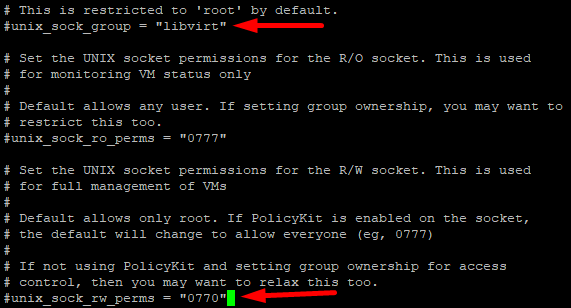 # This is restricted to 'root' by default.
#unix_sock_group = "libvirt"
# Set the UNIX socket permissions for the R/O socket. This is used
# for monitoring VM status only
#
# Default allows any user. If setting group ownership, you may want to
# restrict this too.
#unix_sock_ro_perms = "0777"
# Set the UNIX socket permissions for the R/W socket. This is used
# for full management of VMs
#
# Default allows only root. If PolicyKit is enabled on the socket,
# the default will change to allow everyone (eg, 0777)
#
# If not using PolicyKit and setting group ownership for access
# control, then you may want to relax this too.
#unix_sock_rw_perms = "0770"